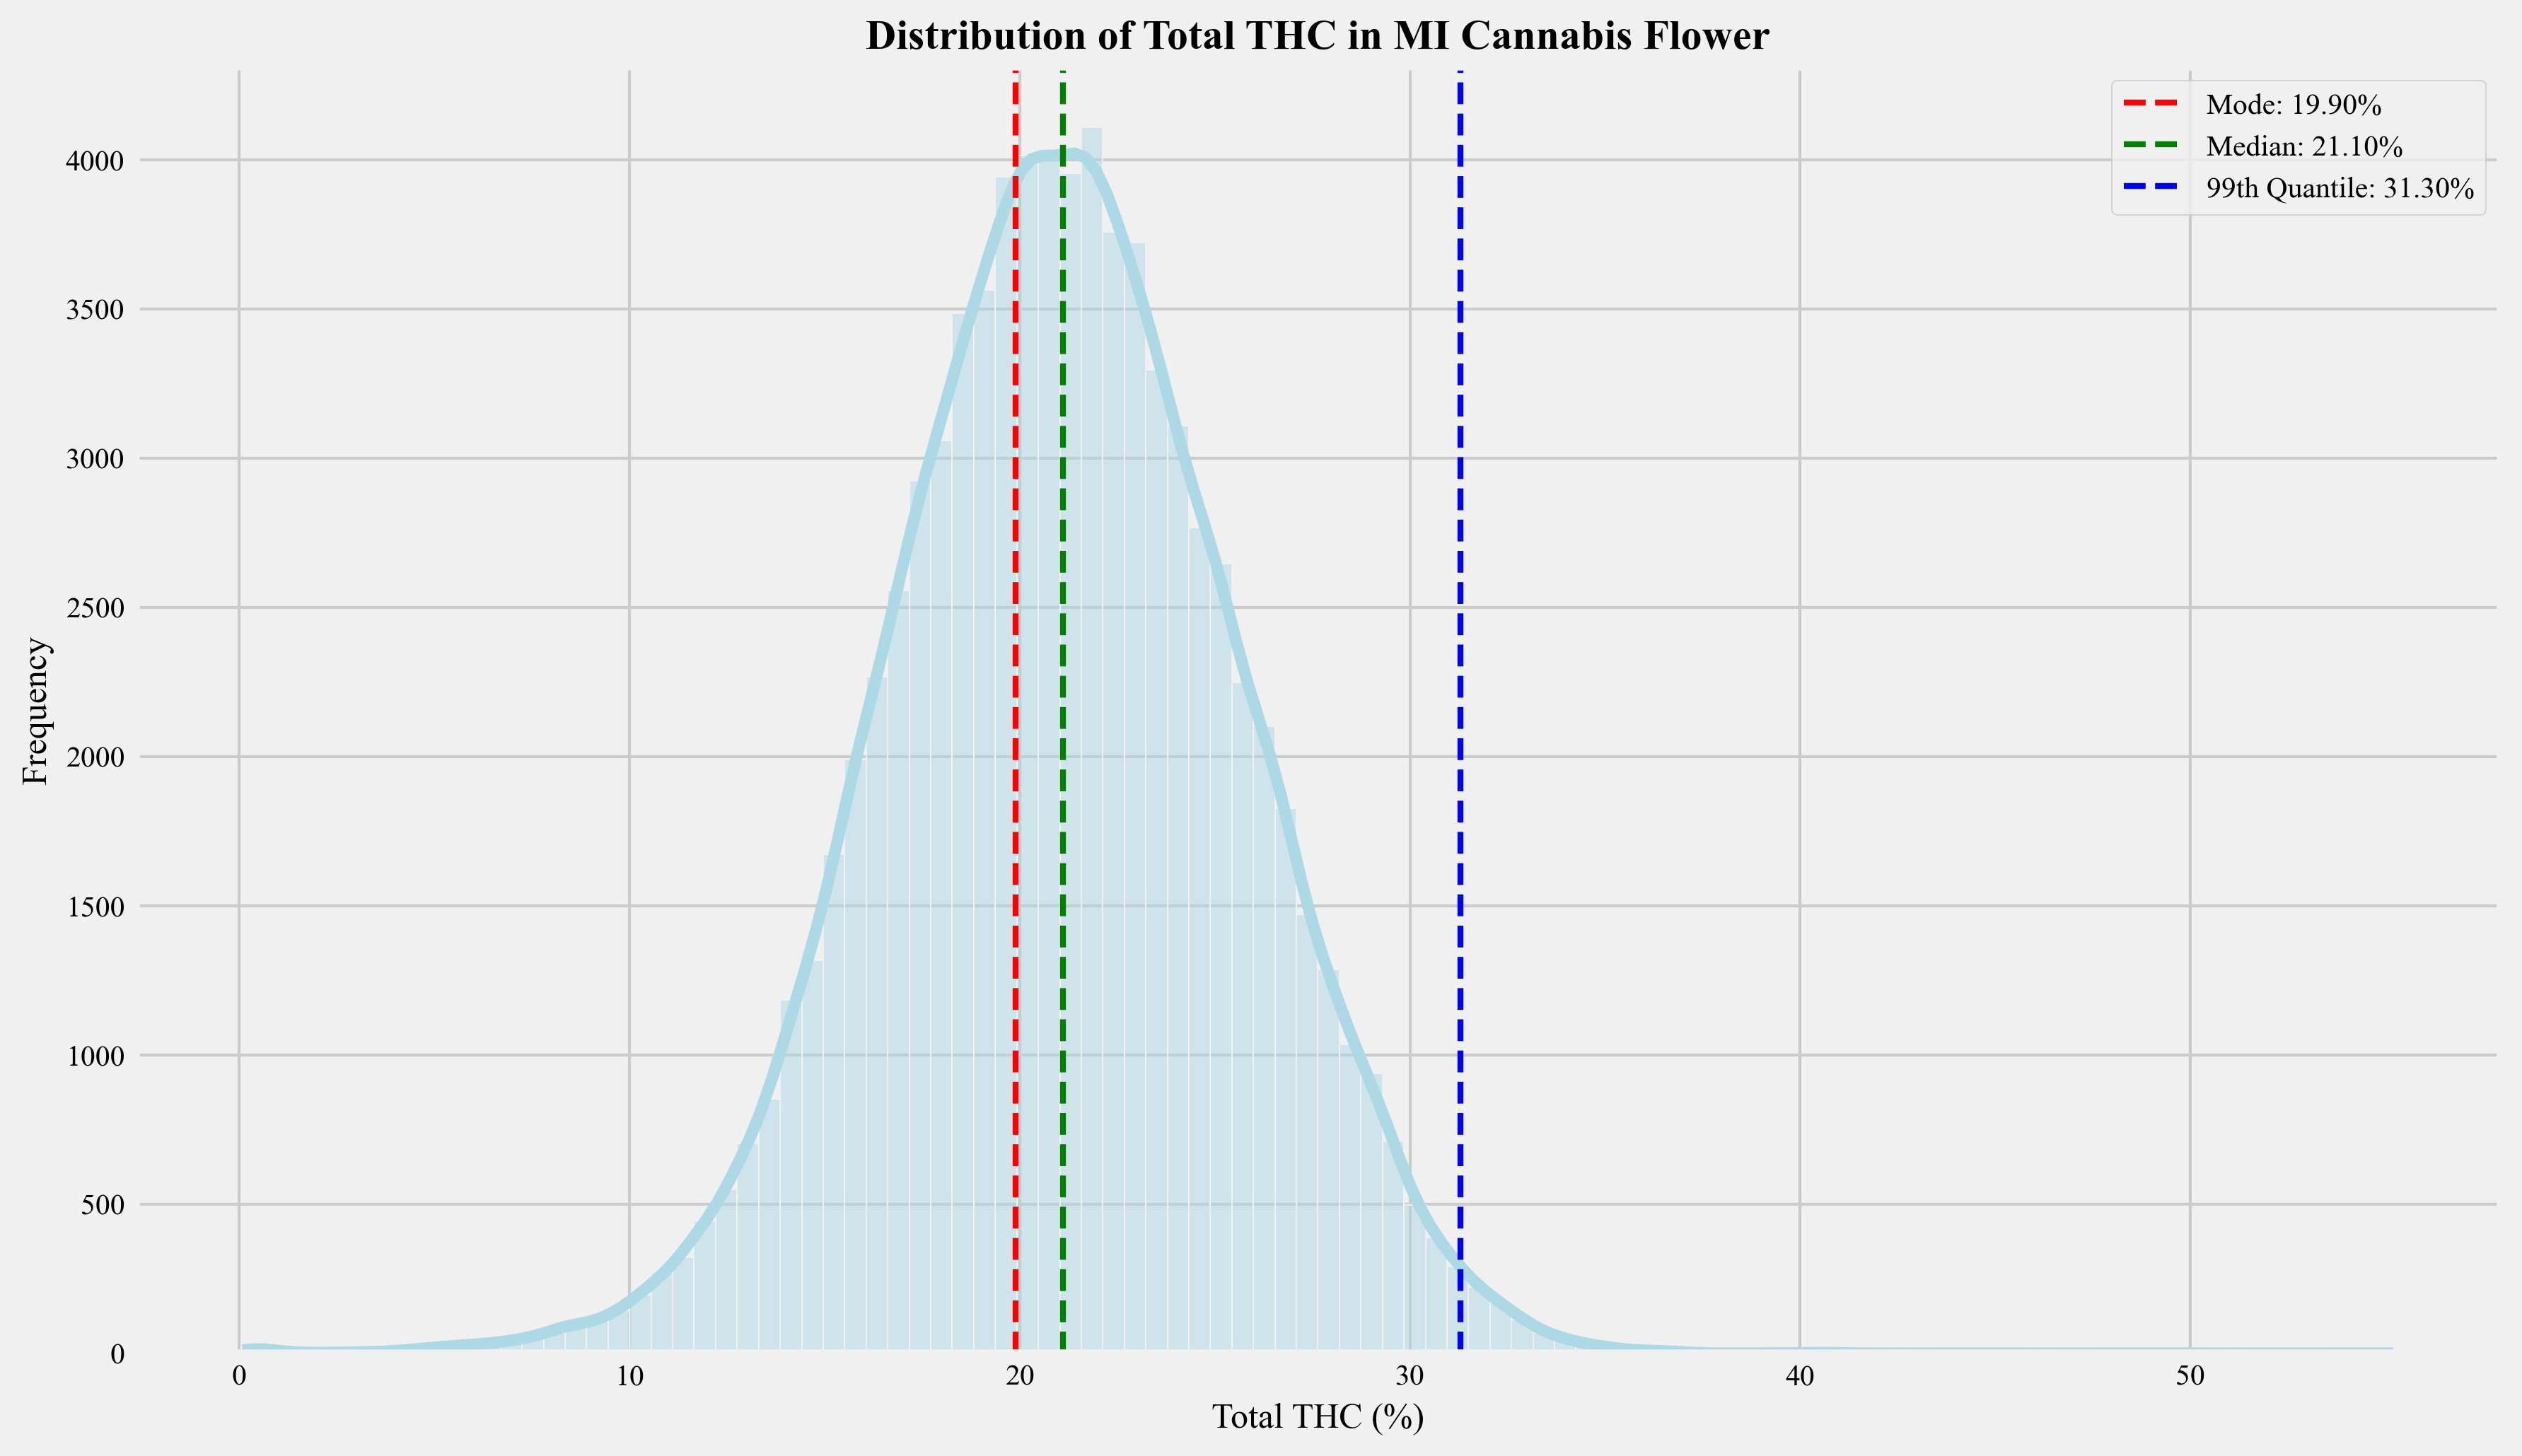 Distribution of Total THC in MI Cannabis Flower
Mode: 19.90%
Median: 21.10%
99th Quantile: 31.30%
Frequency
4000
3500
3000
2500
2000
1500
1000
500
0
0 10 20 30 40 50
Total THC (%)